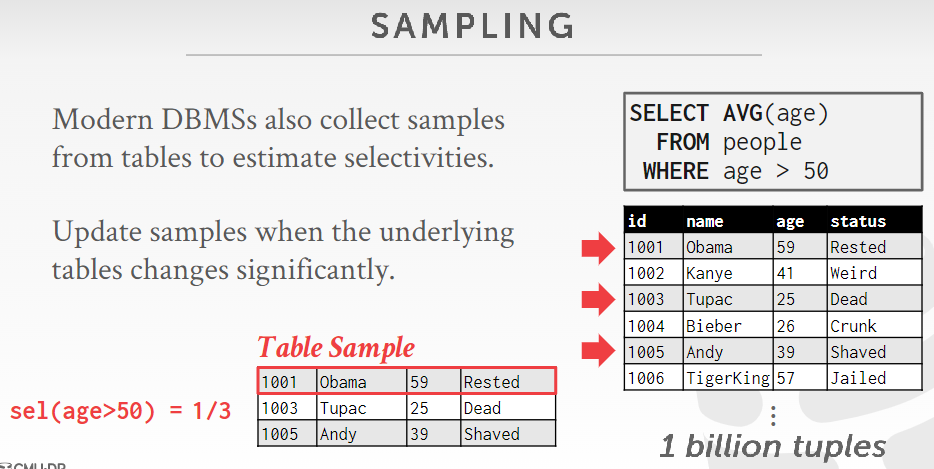 SAMPLING
Modern DBMSs also collect samples
from tables to estimate selectivities.
Update samples when the underlying
tables changes significantly.
SELECT AVG(age)
FROM people
WHERE age > 50
id name age status
1001 Obama 59 Rested
1002 Kanye 41 Weird
1003 Tupac 25 Dead
1004 Bieber 26 Crunk
1005 Andy 39 Shaved
1006 TigerKing 57 Jailed
⋮
1 billion tuples
Table Sample
1001 Obama 59 Rested
1003 Tupac 25 Dead
1005 Andy 39 Shaved
sel(age>50) = 1/3
CMU·DB